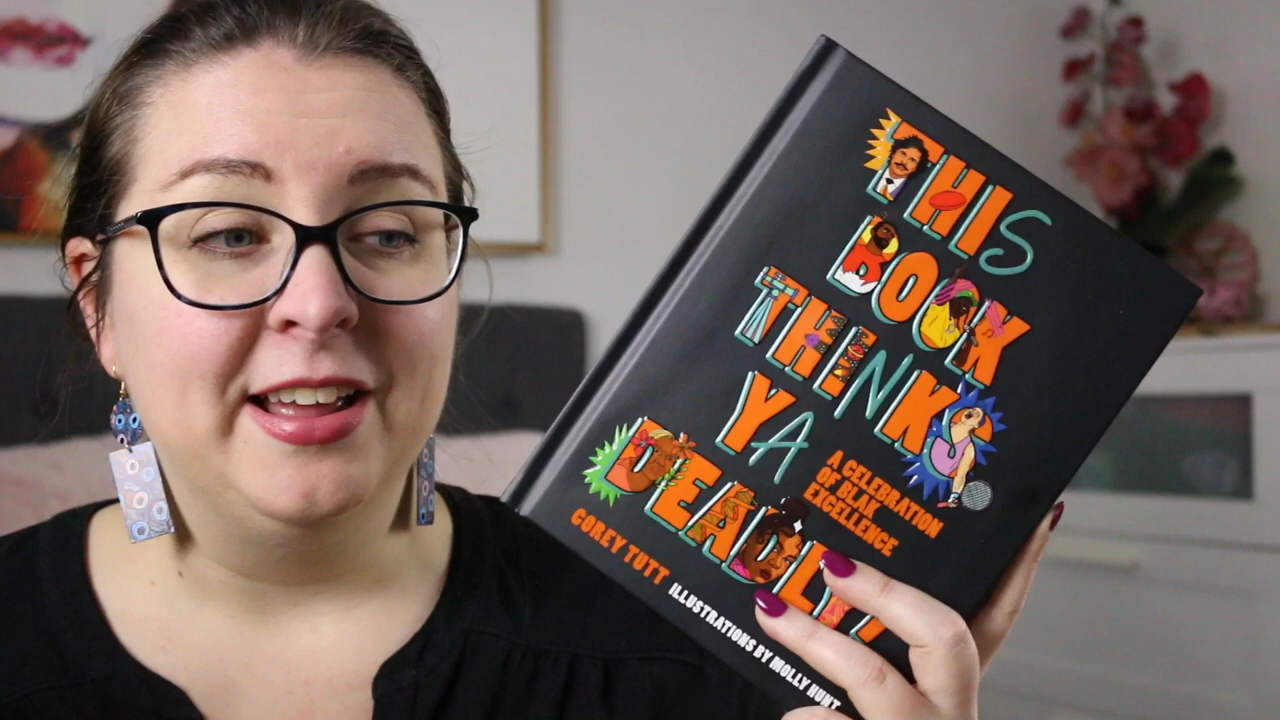 THIS
BOOK
THINKS
YA
DEADLY!
A CELEBRATION
OF BLAK
EXCELLENCE
COREY TUTT
ILLUSTRATIONS BY MOLLY HUNT